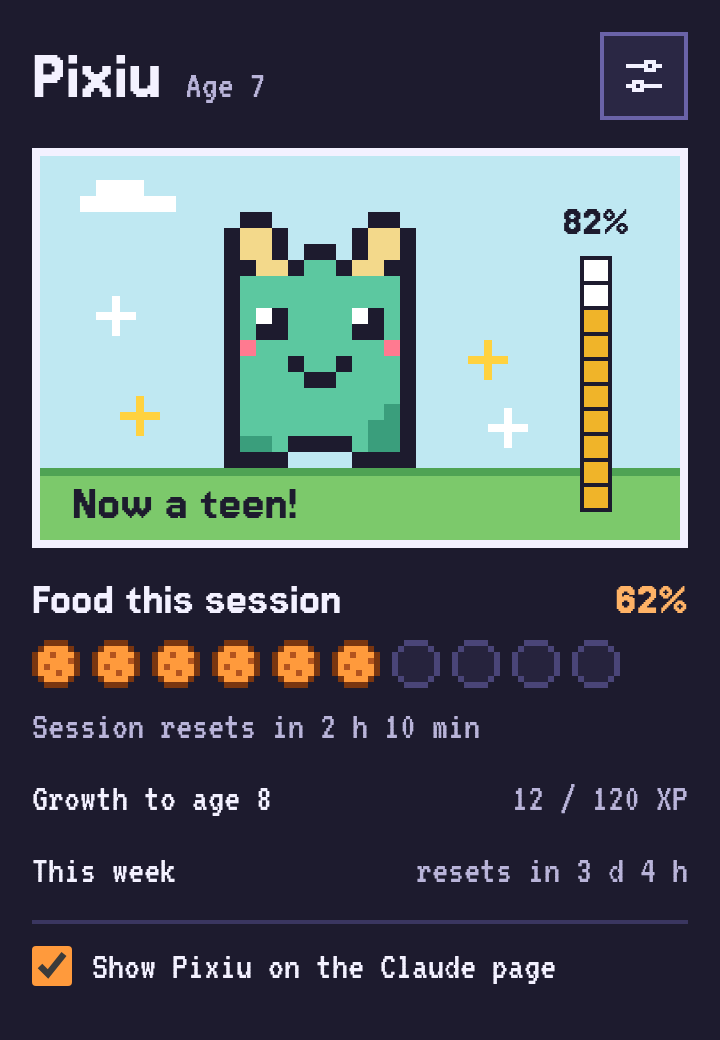 Pixiu Age 7
82%
Now a teen!
Food this session 62%
Session resets in 2 h 10 min
Growth to age 8 12 / 120 XP
This week resets in 3 d 4 h
Show Pixiu on the Claude page